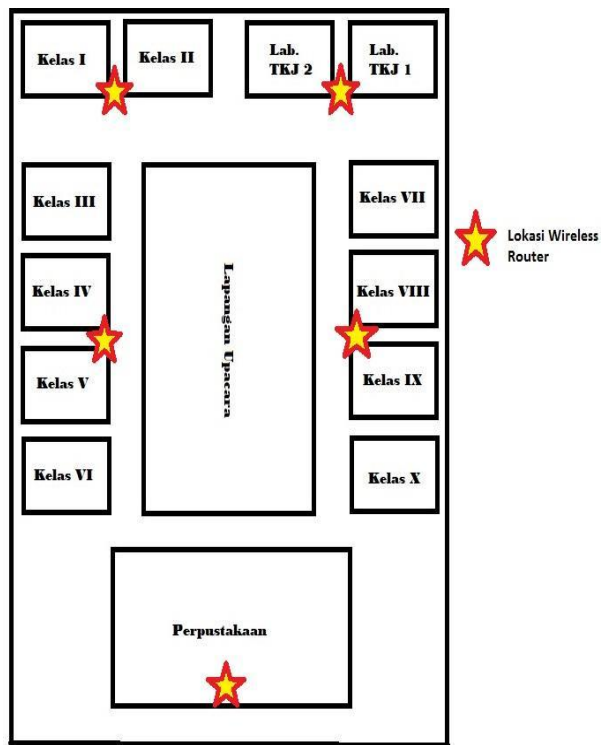 Kelas I
Kelas II
Lab.
TKJ 2
Lab.
TKJ 1
Kelas III
Kelas VII
Lokasi Wireless
Router
Kelas IV
Kelas VIII
Lapangan Upacara
Kelas V
Kelas IX
Kelas VI
Kelas X
Perpustakaan